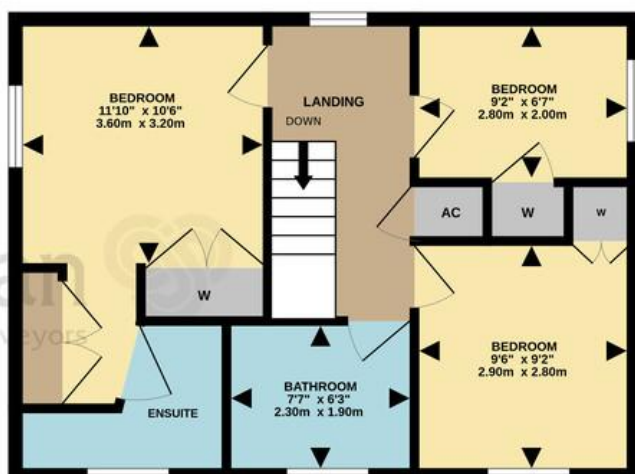 BEDROOM
11'10" x 10'6"
3.60m x 3.20m
LANDING
DOWN
BEDROOM
9'2" x 6'7"
2.80m x 2.00m
AC
W
W
W
BEDROOM
9'6" x 9'2"
2.90m x 2.80m
BATHROOM
7'7" x 6'3"
2.30m x 1.90m
ENSUITE